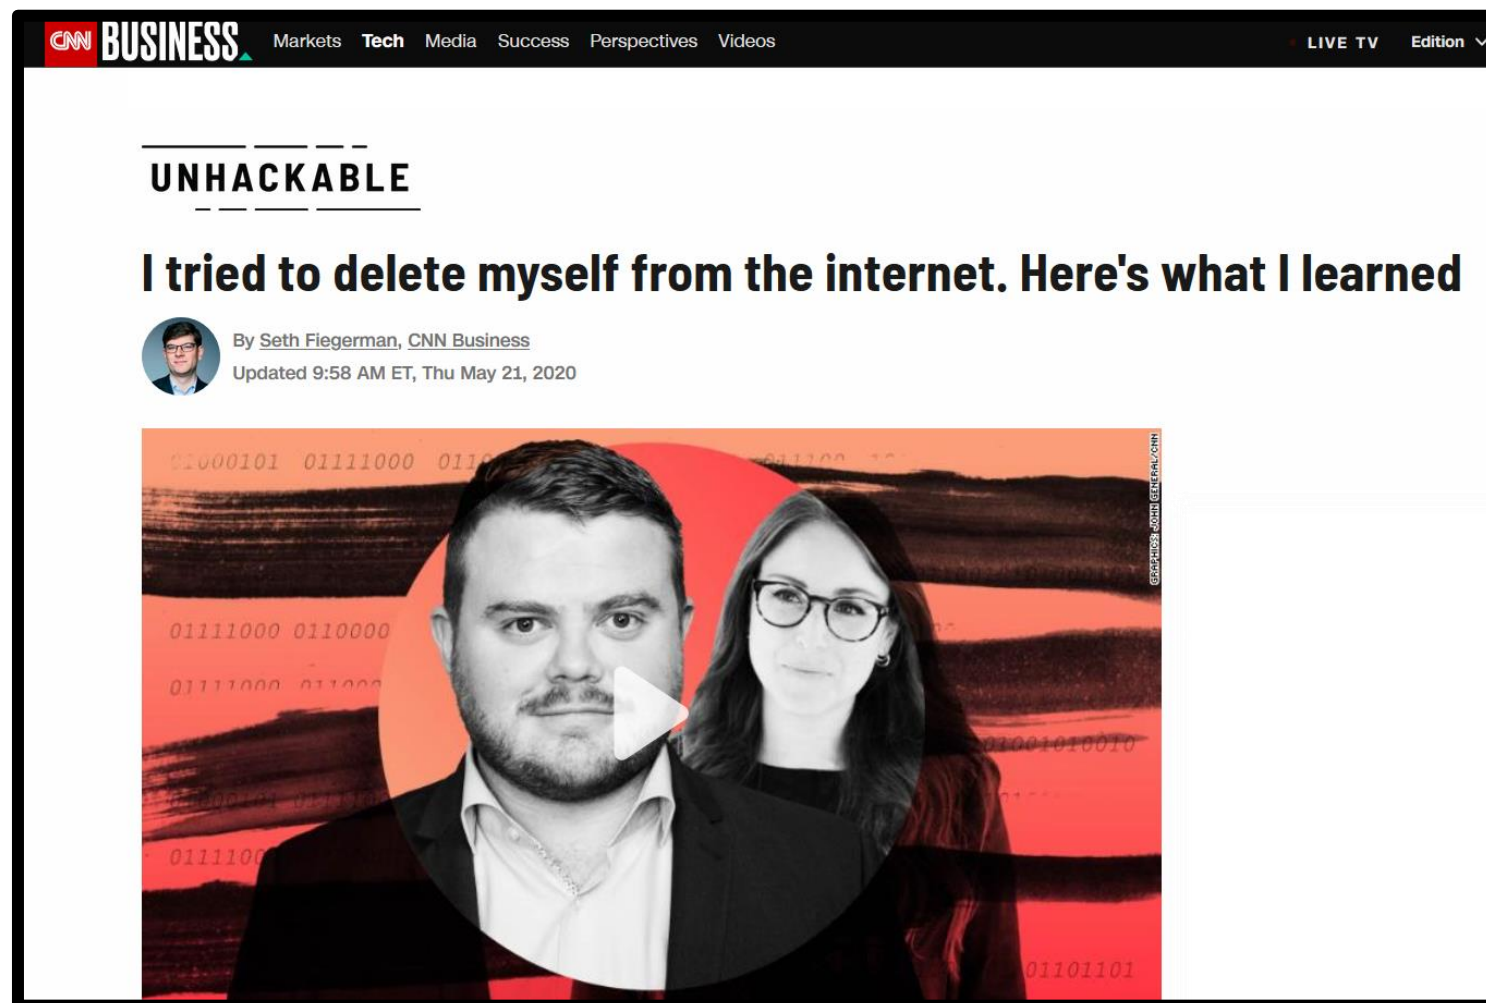 CNN BUSINESS Markets Tech Media Success Perspectives Videos LIVE TV Edition
UNHACKABLE
I tried to delete myself from the internet. Here's what I learned
By Seth Fiegerman, CNN Business
Updated 9:58 AM ET, Thu May 21, 2020
GRAPHICS: JOHN GENERAL/CNN
01111000
01111000 0110000
01001010010
01101101